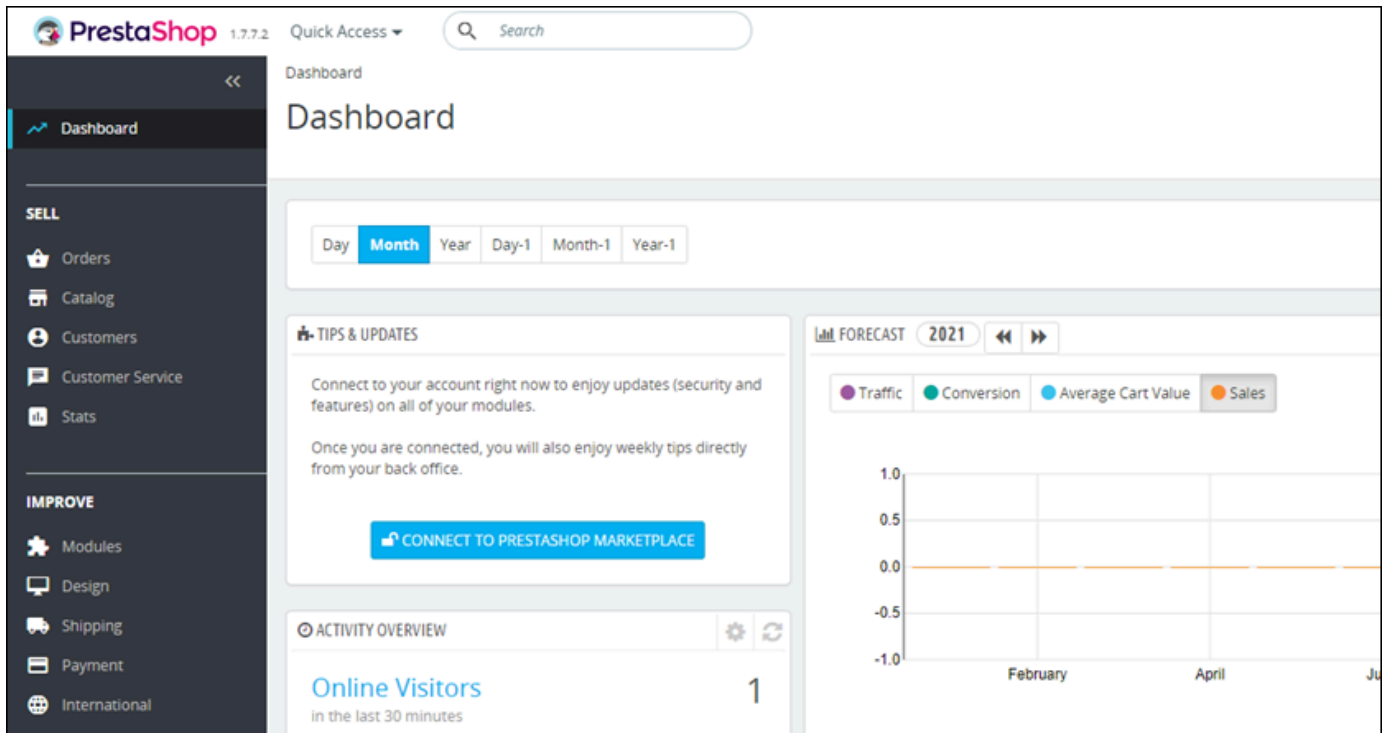 PrestaShop 1.7.7.2 Quick Access Search
Dashboard
Dashboard
Dashboard
SELL
Orders
Catalog
Customers
Customer Service
Stats
IMPROVE
Modules
Design
Shipping
Payment
International
Day Month Year Day-1 Month-1 Year-1
TIPS & UPDATES
Connect to your account right now to enjoy updates (security and
features) on all of your modules.
Once you are connected, you will also enjoy weekly tips directly
from your back office.
CONNECT TO PRESTASHOP MARKETPLACE
ACTIVITY OVERVIEW
Online Visitors 1
in the last 30 minutes
FORECAST 2021
Traffic Conversion Average Cart Value Sales
1.0
0.5
0.0
-0.5
-1.0
February April Ju